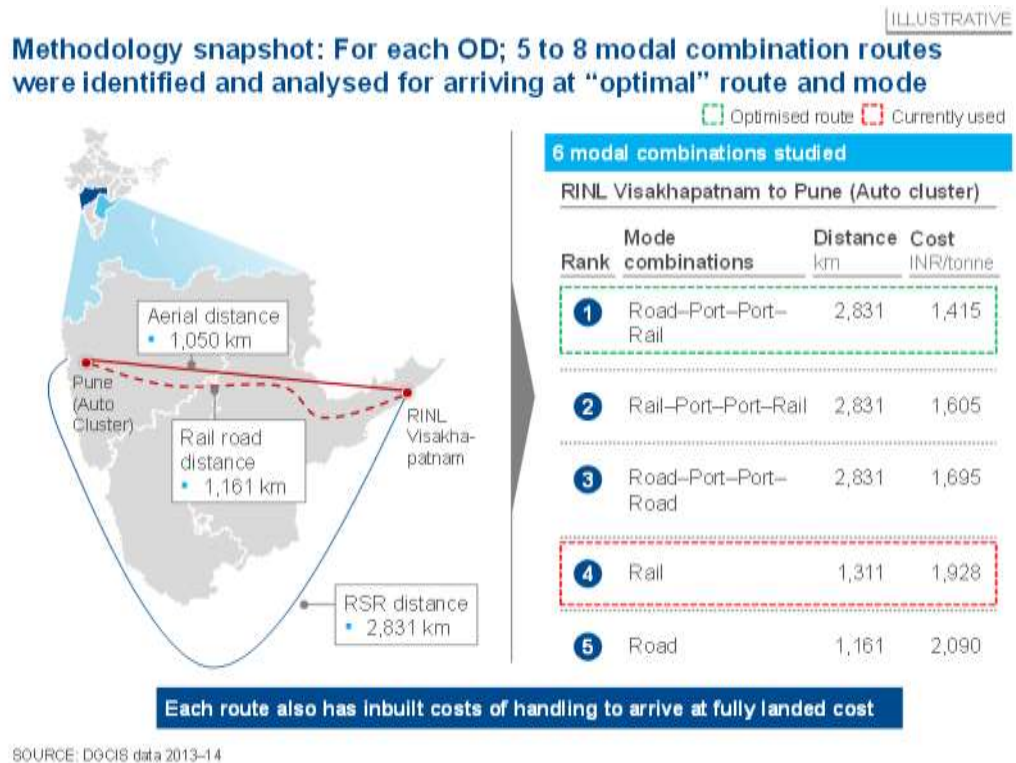 ILLUSTRATIVE
Methodology snapshot: For each OD; 5 to 8 modal combination routes
were identified and analysed for arriving at “optimal” route and mode
Optimised route
Currently used
Aerial distance
▪ 1,050 km
Pune
(Auto
Cluster)
Rail road
distance
▪ 1,161 km
RINL
Visakha-
patnam
RSR distance
▪ 2,831 km
6 modal combinations studied
RINL Visakhapatnam to Pune (Auto cluster)
Rank Mode combinations Distance km Cost INR/tonne
1 Road–Port–Port– 2,831 1,415
Rail
2 Rail–Port–Port–Rail 2,831 1,605
3 Road–Port–Port– 2,831 1,695
Road
4 Rail 1,311 1,928
5 Road 1,161 2,090
Each route also has inbuilt costs of handling to arrive at fully landed cost
SOURCE: DGCIS data 2013–14